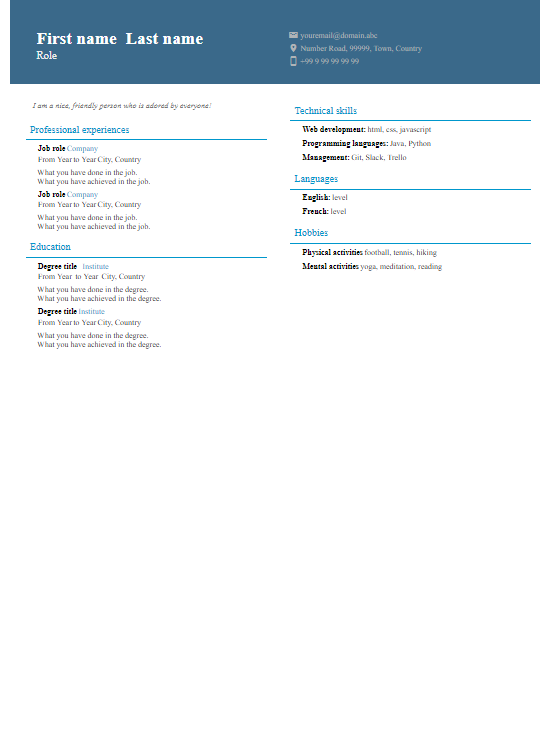 First name Last name
Role
youremail@domain.abc
Number Road, 99999, Town, Country
+99 9 99 99 99 99
I am a nice, friendly person who is adored by everyone!
Professional experiences
Job role Company
From Year to Year City, Country
What you have done in the job.
What you have achieved in the job.
Job role Company
From Year to Year City, Country
What you have done in the job.
What you have achieved in the job.
Education
Degree title Institute
From Year to Year City, Country
What you have done in the degree.
What you have achieved in the degree.
Degree title Institute
From Year to Year City, Country
What you have done in the degree.
What you have achieved in the degree.
Technical skills
Web development: html, css, javascript
Programming languages: Java, Python
Management: Git, Slack, Trello
Languages
English: level
French: level
Hobbies
Physical activities football, tennis, hiking
Mental activities yoga, meditation, reading